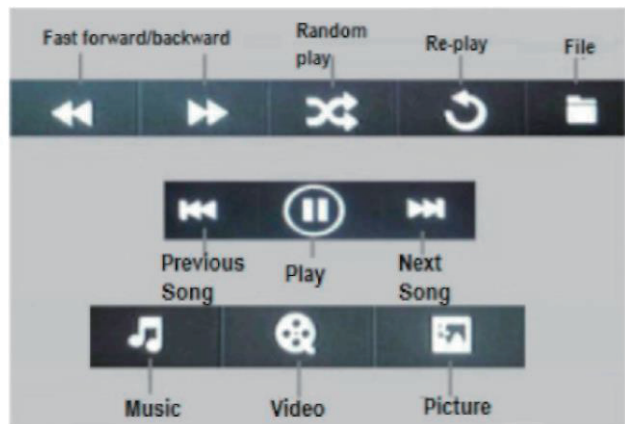 Fast forward/backward
Random
play
Re-play
File
Previous
Song
Play
Next
Song
Music
Video
Picture